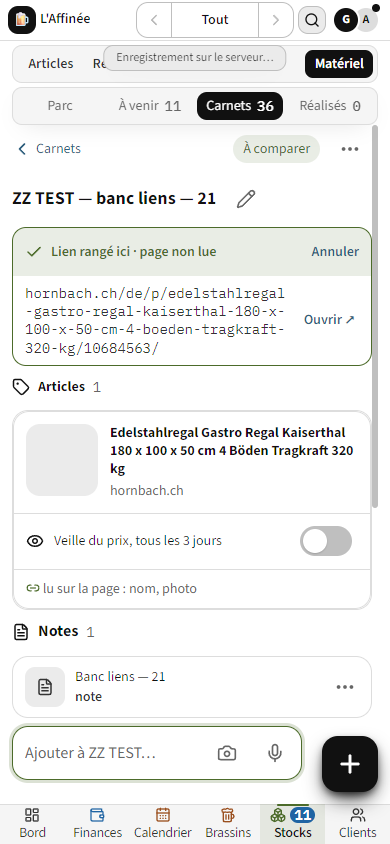 L'Affinée
Tout
G
A
Articles
Enregistrement sur le serveur…
Matériel
Parc
À venir 11
Carnets 36
Réalisés 0
Carnets
À comparer
ZZ TEST — banc liens — 21
Lien rangé ici · page non lue
Annuler
hornbach.ch/de/p/edelstahlregal
-gastro-regal-kaiserthal-180-x-
100-x-50-cm-4-boeden-tragkraft-
320-kg/10684563/
Ouvrir ↗
Articles 1
Edelstahlregal Gastro Regal Kaiserthal
180 x 100 x 50 cm 4 Böden Tragkraft 320
kg
hornbach.ch
Veille du prix, tous les 3 jours
lu sur la page : nom, photo
Notes 1
Banc liens — 21
note
Ajouter à ZZ TEST…
Bord
Finances
Calendrier
Brassins
11
Stocks
Clients